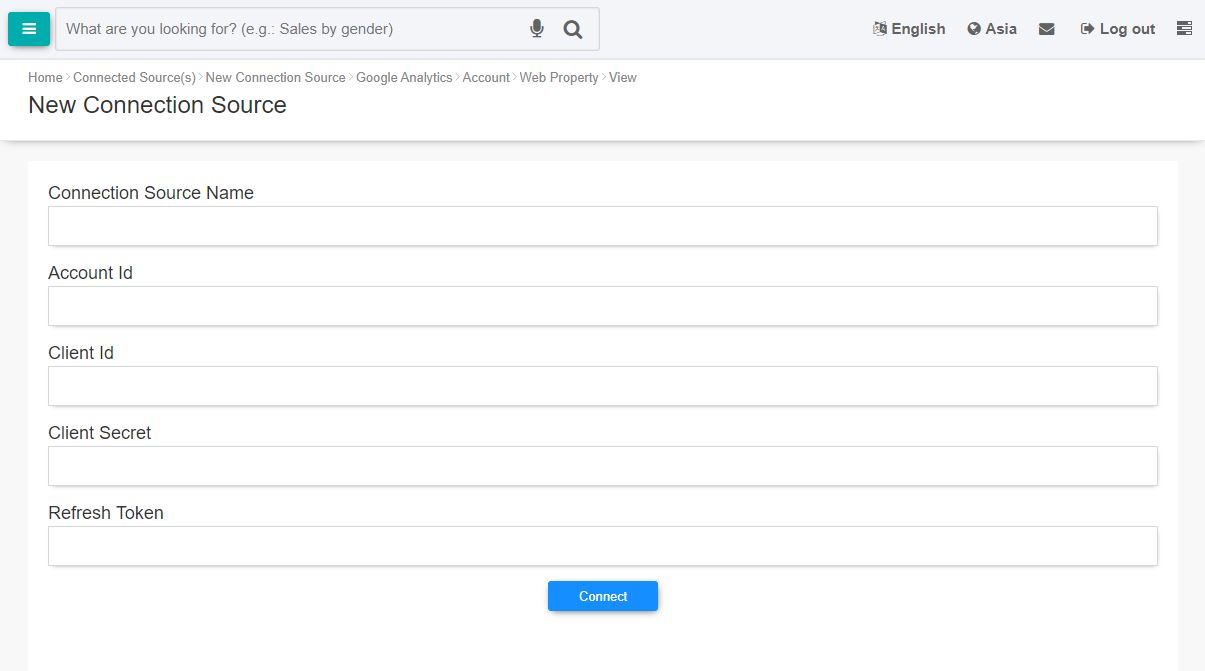 What are you looking for? (e.g.: Sales by gender)
English
Asia
Log out
Home > Connected Source(s) > New Connection Source > Google Analytics > Account > Web Property > View
New Connection Source
Connection Source Name
Account Id
Client Id
Client Secret
Refresh Token
Connect